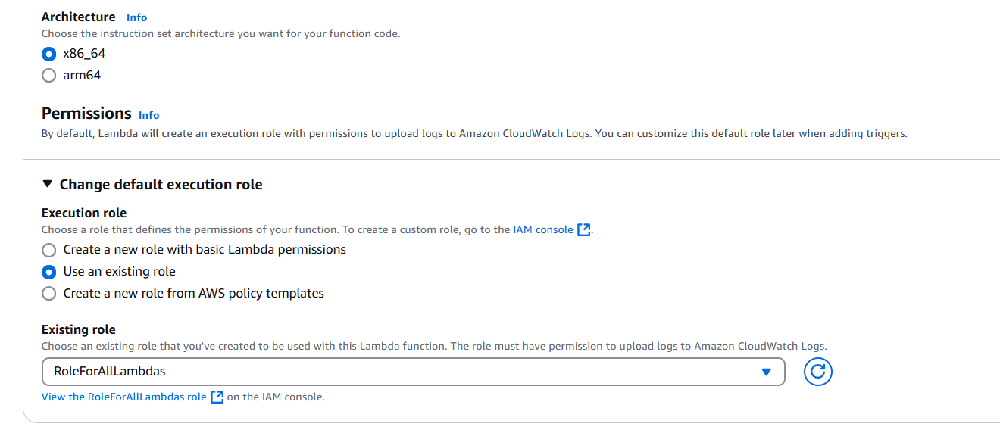 Architecture Info
Choose the instruction set architecture you want for your function code.
x86_64
arm64
Permissions Info
By default, Lambda will create an execution role with permissions to upload logs to Amazon CloudWatch Logs. You can customize this default role later when adding triggers.
Change default execution role
Execution role
Choose a role that defines the permissions of your function. To create a custom role, go to the IAM console.
Create a new role with basic Lambda permissions
Use an existing role
Create a new role from AWS policy templates
Existing role
Choose an existing role that you've created to be used with this Lambda function. The role must have permission to upload logs to Amazon CloudWatch Logs.
RoleForAllLambdas
View the RoleForAllLambdas role on the IAM console.